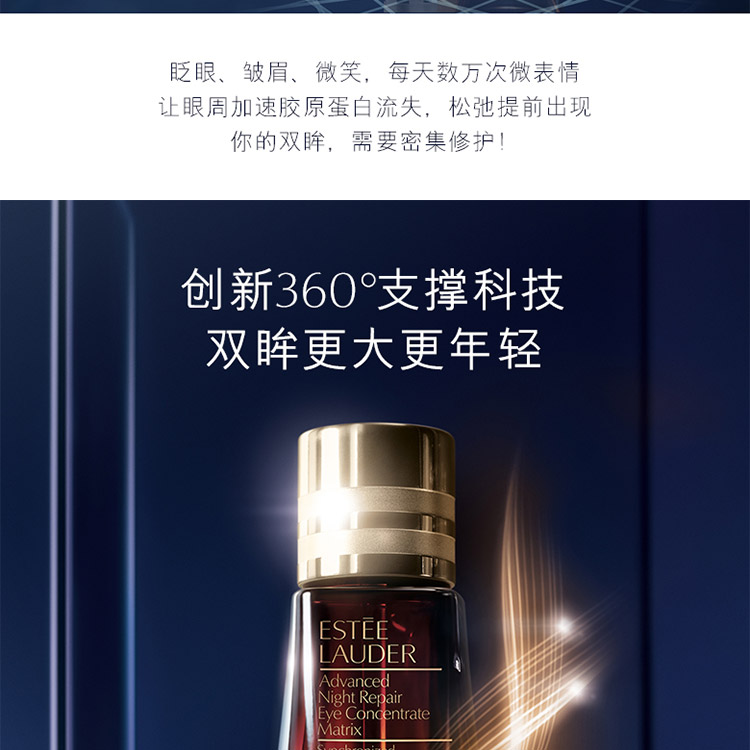 眨眼、皱眉、微笑，每天数万次微表情
让眼周加速胶原蛋白流失，松弛提前出现
你的双眸，需要密集修护！
创新360°支撑科技
双眸更大更年轻
ESTĒE
LAUDER
Advanced
Night Repair
Eye Concentrate
Matrix
Synchronized